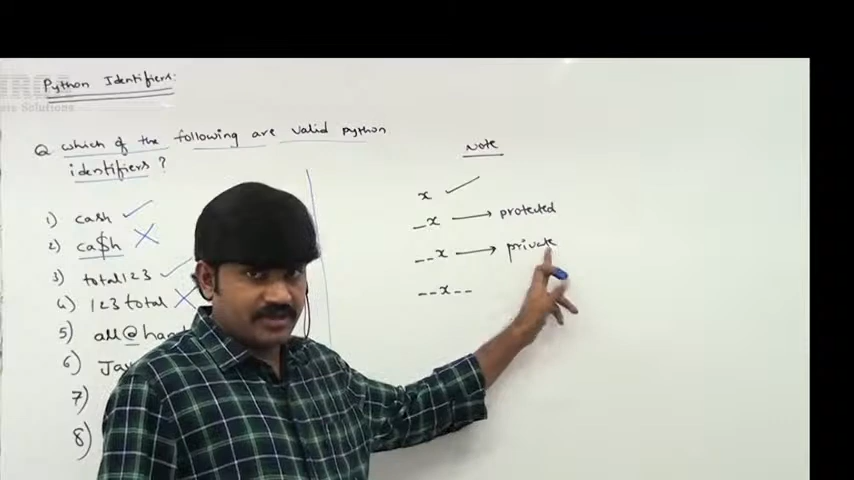 Python Identifiers:
Q which of the following are valid python
identifiers ?
1) cash ✓
2) ca$h ✗
3) total123 ✓
4) 123total ✗
5) all@
6)
7)
8)
Note
x ✓
_x → protected
__x → private
__x__